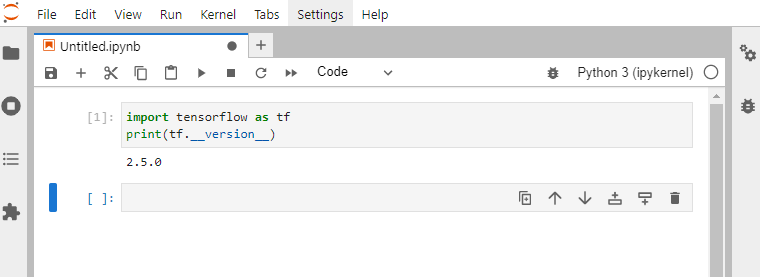 File Edit View Run Kernel Tabs Settings Help
Untitled.ipynb
Code Python 3 (ipykernel)
[1]: import tensorflow as tf
print(tf.__version__)
2.5.0
[ ]: